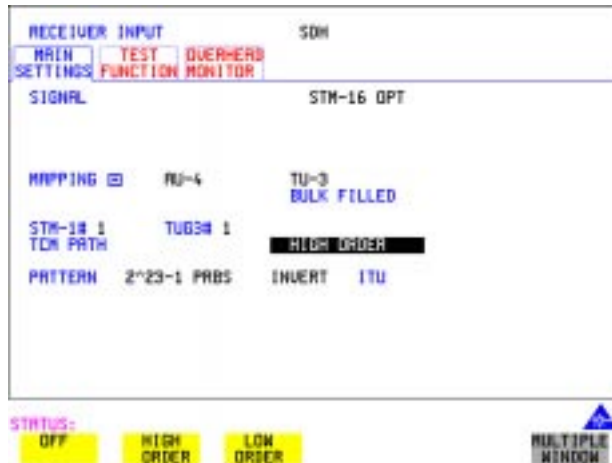 RECEIVER INPUT SDH
MAIN SETTINGS TEST FUNCTION OVERHEAD MONITOR
SIGNAL STM-16 OPT
MAPPING AU-4 TU-3
BULK FILLED
STM-1# 1 TUG3# 1
TCM PATH HIGH ORDER
PATTERN 2^23-1 PRBS INVERT ITU
STATUS:
OFF HIGH ORDER LOW ORDER MULTIPLE WINDOW